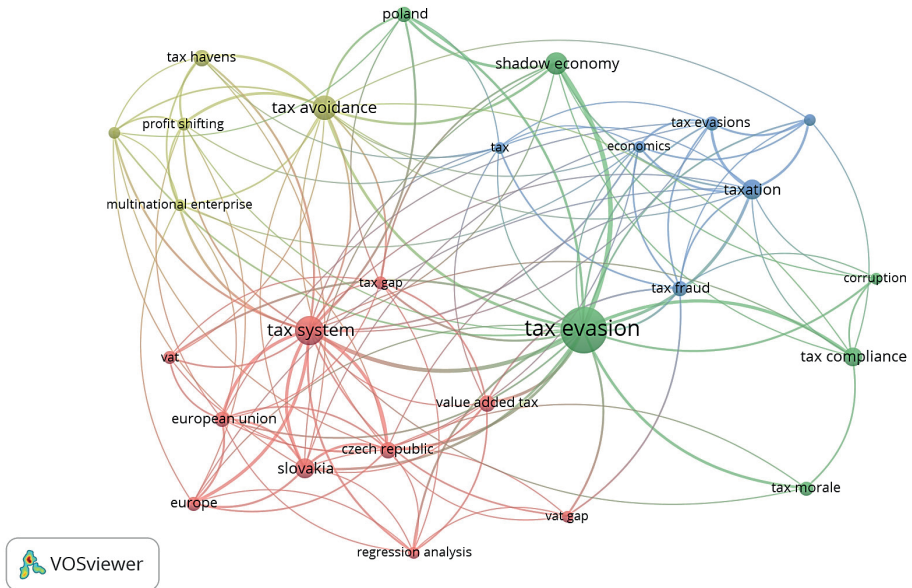 poland
tax havens
shadow economy
tax avoidance
profit shifting
tax evasions
tax
economics
taxation
multinational enterprise
corruption
tax gap
tax fraud
tax system
tax evasion
vat
tax compliance
value added tax
european union
czech republic
slovakia
tax morale
europe
vat gap
regression analysis
VOSviewer